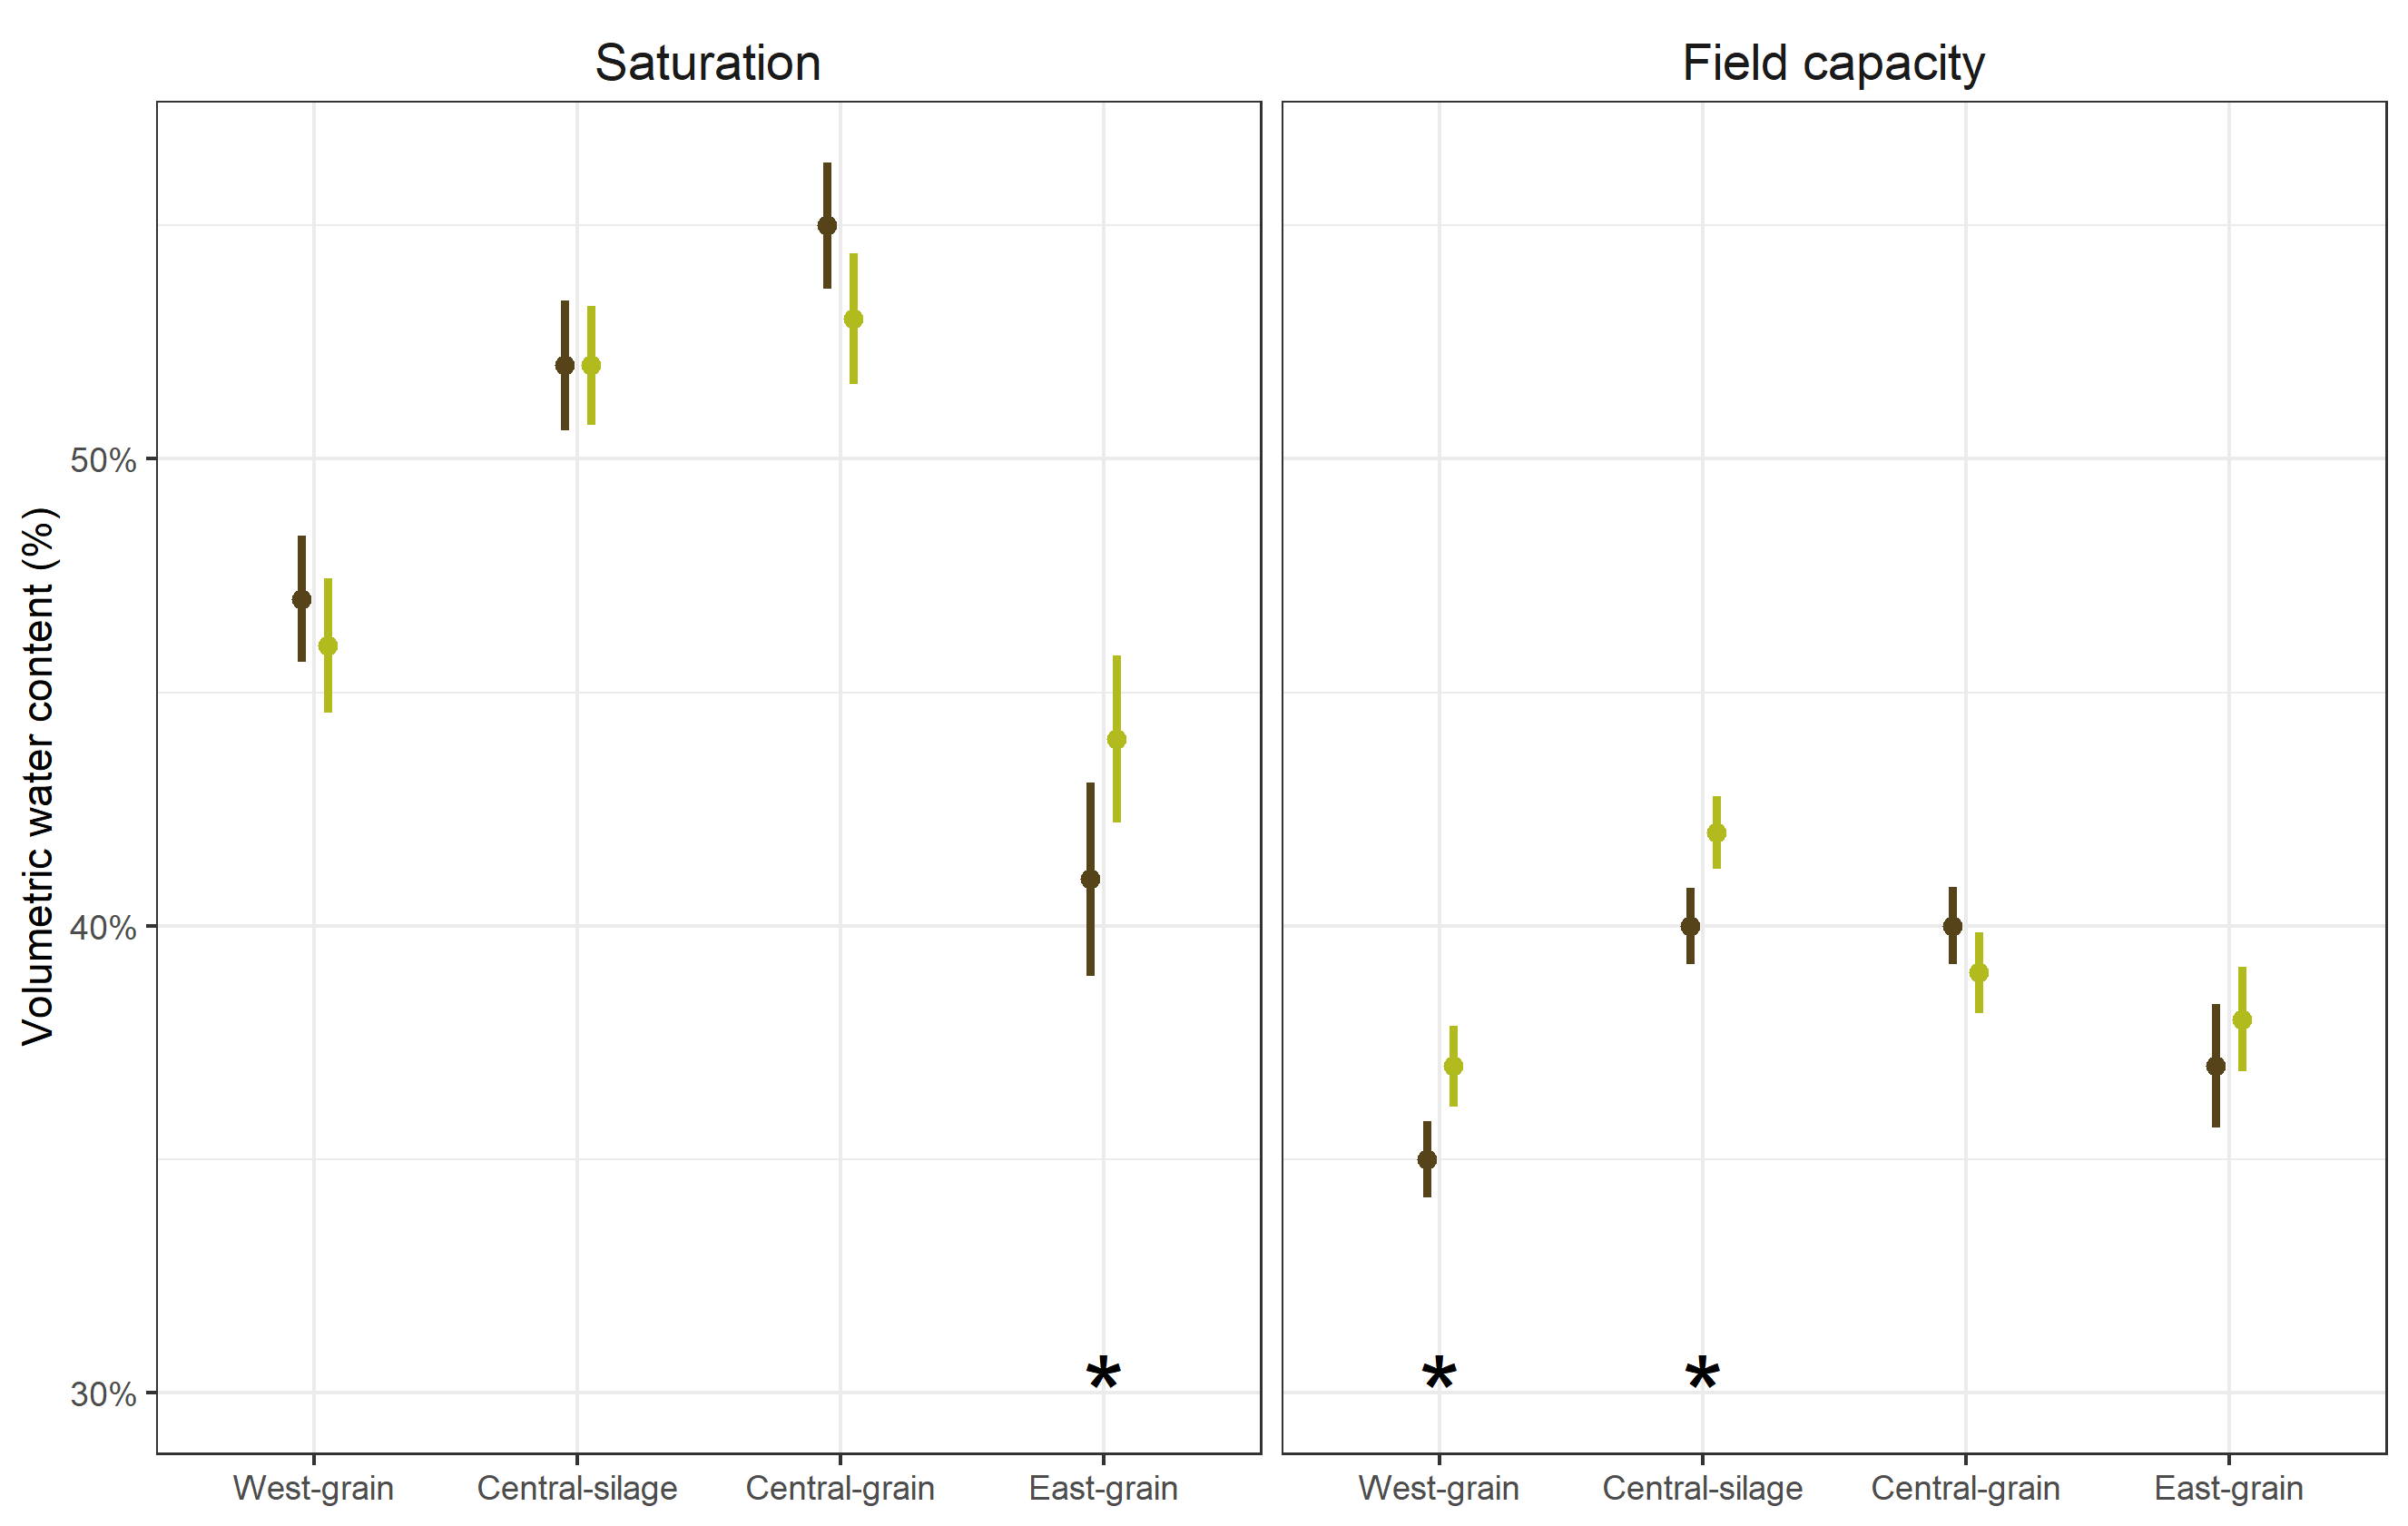 Saturation
Field capacity
Volumetric water content (%)
50%
40%
30%
*
* *
West-grain Central-silage Central-grain East-grain
West-grain Central-silage Central-grain East-grain